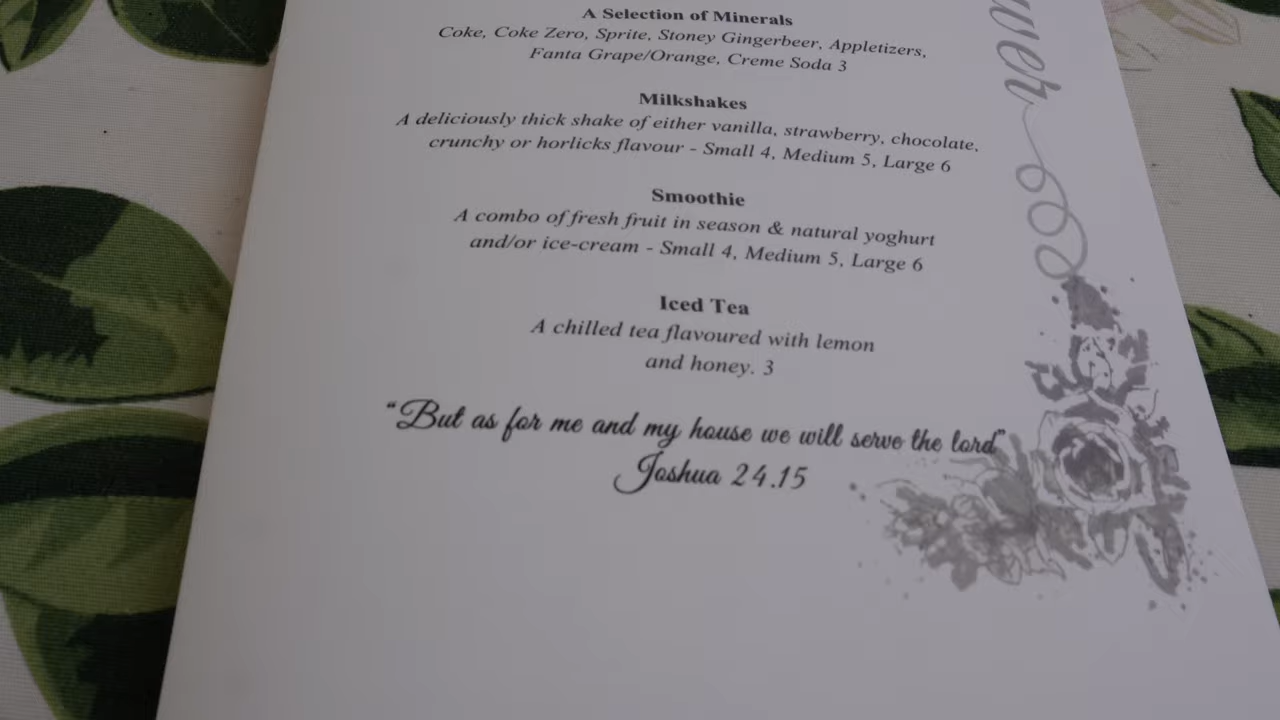 A Selection of Minerals
Coke, Coke Zero, Sprite, Stoney Gingerbeer, Appletizers,
Fanta Grape/Orange, Creme Soda 3
Milkshakes
A deliciously thick shake of either vanilla, strawberry, chocolate,
crunchy or horlicks flavour - Small 4, Medium 5, Large 6
Smoothie
A combo of fresh fruit in season & natural yoghurt
and/or ice-cream - Small 4, Medium 5, Large 6
Iced Tea
A chilled tea flavoured with lemon
and honey. 3
“But as for me and my house we will serve the lord”
Joshua 24.15